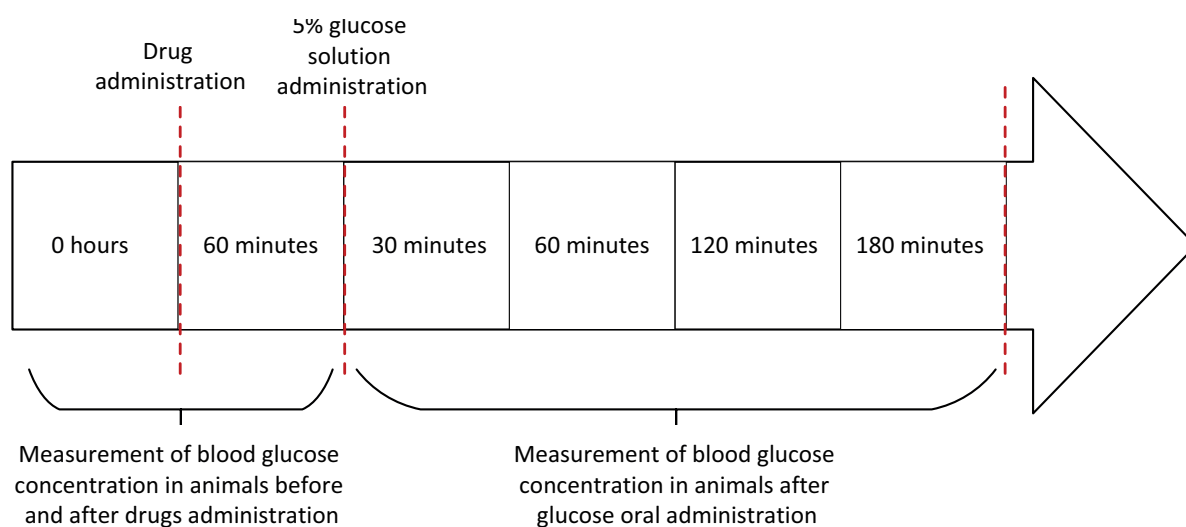 Drug
administration
5% glucose
solution
administration
0 hours
60 minutes
30 minutes
60 minutes
120 minutes
180 minutes
Measurement of blood glucose
concentration in animals before
and after drugs administration
Measurement of blood glucose
concentration in animals after
glucose oral administration